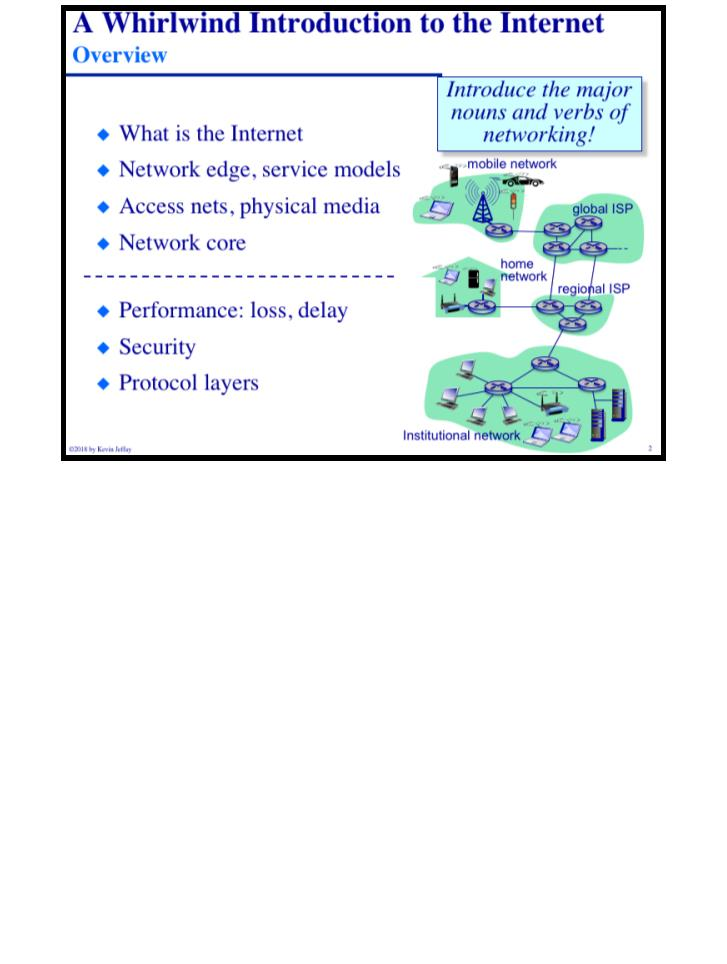 A Whirlwind Introduction to the Internet
Overview
Introduce the major
nouns and verbs of
networking!
◆ What is the Internet
◆ Network edge, service models
◆ Access nets, physical media
◆ Network core
◆ Performance: loss, delay
◆ Security
◆ Protocol layers
mobile network
global ISP
home
network
regional ISP
Institutional network
©2018 by Kevin Jeffay
2